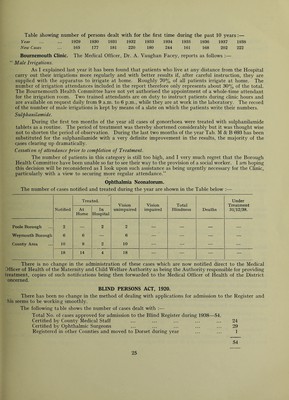 Table showing number of persons dealt with for the first time during the past 10 years :—
Year ... ... 1929 1930 1931 1932 1933 1934 1935 1936 1937 1938
New Cases ... 168 177 181 220 180 244 161 168 202 222
Bournemouth Clinic. The Medical Officer, Dr. A. Vaughan Facey, reports as follows :—
“ Male Irrigations.
As I explained last year it has been found that patients who live at any distance from the Hospital
carry out their irrigations more regularly and with better results if, after careful instruction, they are
supplied with the apparatus to irrigate at home. Roughly 70% of all patients irrigate at home. The
number of irrigation attendances included in the report therefore only represents about 30% of the total.
The Bournemouth Health Committee have not yet authorised the appointment of a whole-time attendant
for the irrigation room. Two trained attendants are on duty to instruct patients during clinic hours and
are available on request daily from 9 a.m. to 8 p.m., while they are at work in the laboratory. The record
of the number of male irrigations is kept by means of a slate on which the patients write their numbers.
Sulphanilamide.
During the first ten months of the year all cases of gonorrhoea were treated with sulphanilamide
tablets as a routine. The period of treatment was thereby shortened considerably but it was thought wise
not to shorten the period of observation. During the last two months of the year Tab. M & B 693 has been
substituted for the sulphanilamide with a very definite improvement in the results, the majority of the
cases clearing up dramatically.
Cessation of attendance prior to completion of Treatment.
The number of patients in this category is still too high, and I very much regret that the Borough
Health Committee have been unable as far to see their way to the provision of a social worker. I am hoping
this decision will be reconsidered as I look upon such assistance as being urgently necessary for the Clinic,
particularly with a view to securing more regular attendance.”
Ophthalmia Neonatorum.
The number of cases notified and treated during the year are shown in the Table below :—
Notified Treated At Home In Hospital Vision unimpaired Vision impaired Total Blindness Deaths Under Treatment 31/12/38.
Poole Borough 2 — 2 2 — — — —
Weymouth Borough 6 6 — 6 — — — —
County Area ... 10 8 2 10 — — — —
18 14 4 18 — — — —
There is no change in the administration of these cases which are now notified direct to the Medical
Officer of Health of the Maternity and Child Welfare Authority as being the Authority responsible for providing
treatment, copies of such notifications being then forwarded to the Medical Officer of Health of the District
concerned.
BLIND PERSONS ACT, 1920.
There has been no change in the method of dealing with applications for admission to the Register and
this seems to be working smoothly.
The following table shows the number of cases dealt with :—
Total No. of cases approved for admission to the Blind Register during 1938—54.
Certified by County Medical Staff ... ... ... ... ... 24
Certified by Ophthalmic Surgeons ... ... ... ... ... 29
Registered in other Counties and moved to Dorset during year ... ... 1
54
25